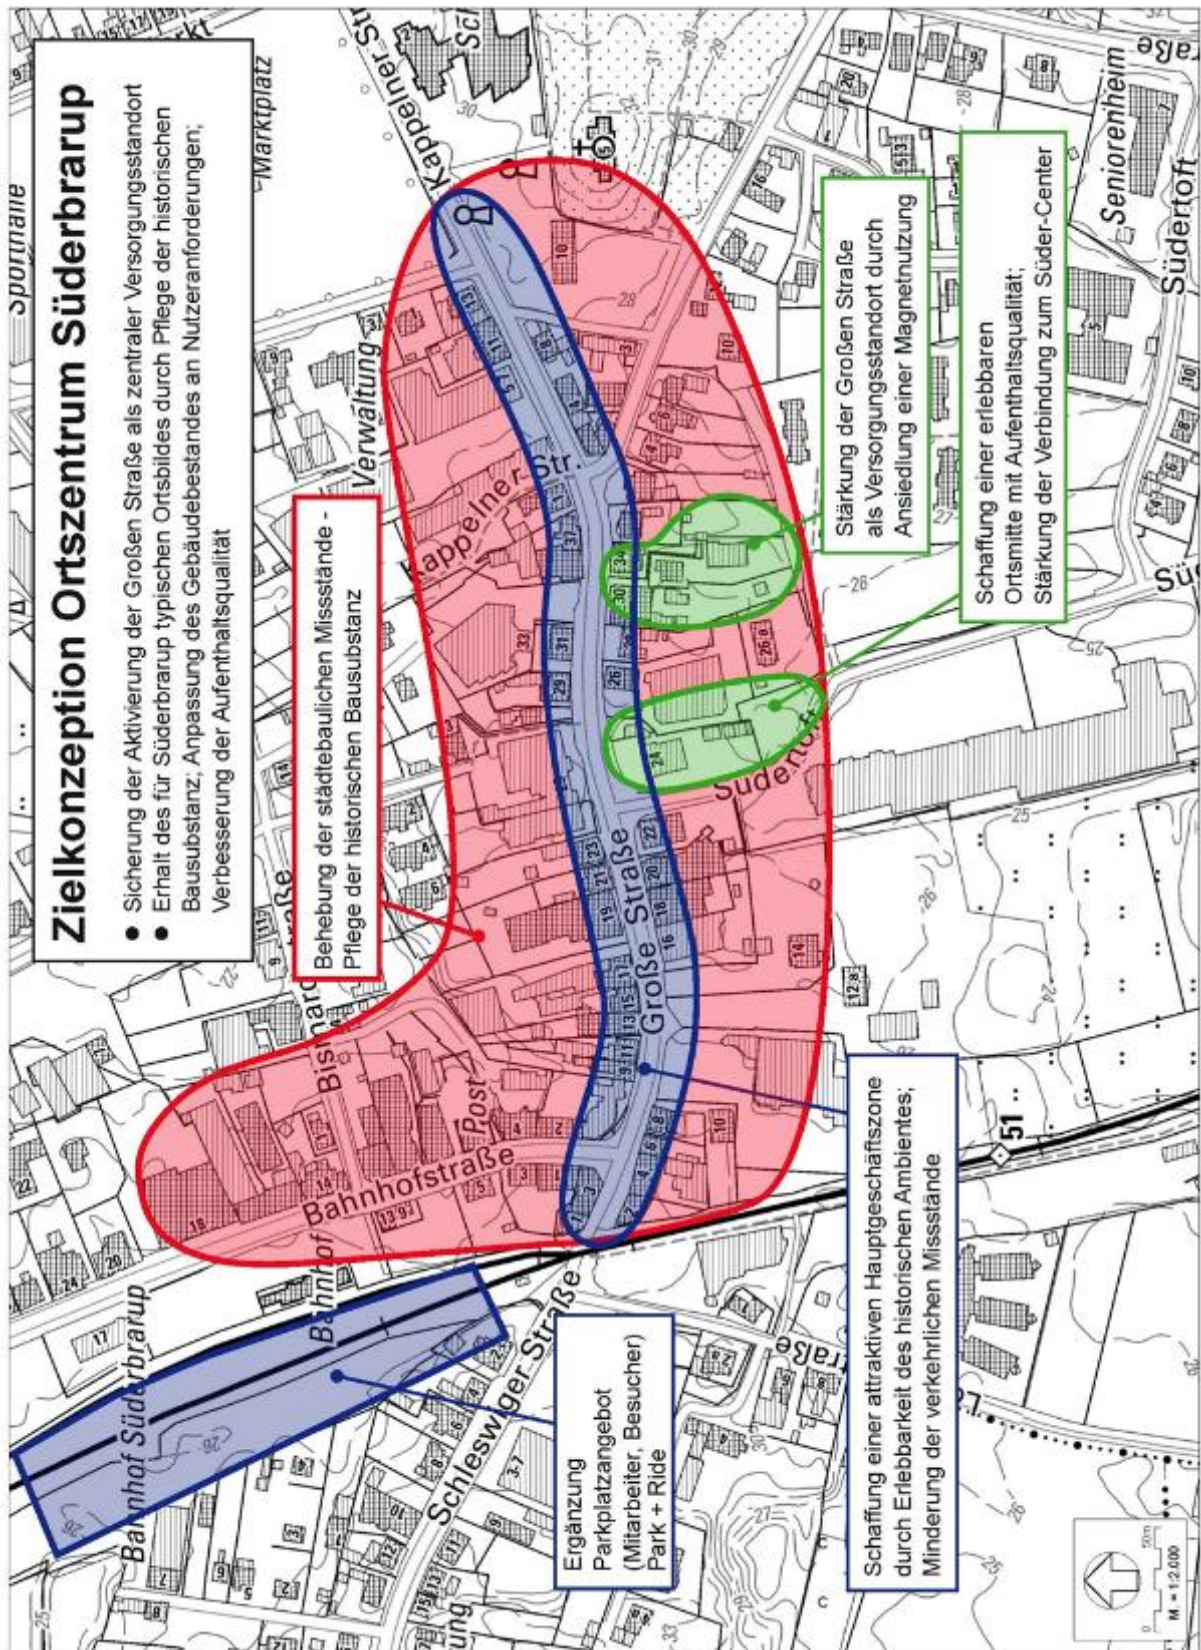 Zielkonzeption Ortszentrum Süderbrarup
• Sicherung der Aktivierung der Großen Straße als zentraler Versorgungsstandort
• Erhalt des für Süderbrarup typischen Ortsbildes durch Pflege der historischen
Bausubstanz; Anpassung des Gebäudebestandes an Nutzeranforderungen;
Verbesserung der Aufenthaltsqualität
Behebung der städtebaulichen Missstände -
Pflege der historischen Bausubstanz
Stärkung der Großen Straße
als Versorgungsstandort durch
Ansiedlung einer Magnetnutzung
Schaffung einer erlebbaren
Ortsmitte mit Aufenthaltsqualität;
Stärkung der Verbindung zum Süder-Center
Ergänzung
Parkplatzangebot
(Mitarbeiter, Besucher)
Park + Ride
Schaffung einer attraktiven Hauptgeschäftszone
durch Erlebbarkeit des historischen Ambientes;
Minderung der verkehrlichen Missstände
Marktplatz
Kappelner Str
Verwaltung
Kappelner Str.
Große Straße
Südertoft
Bahnhofstraße
Post
Bahnhof
Bahnhof Süderbrarup
Schleswiger Straße
Seniorenheim
Südertoft
51
0 50m
M. = 1:2.000